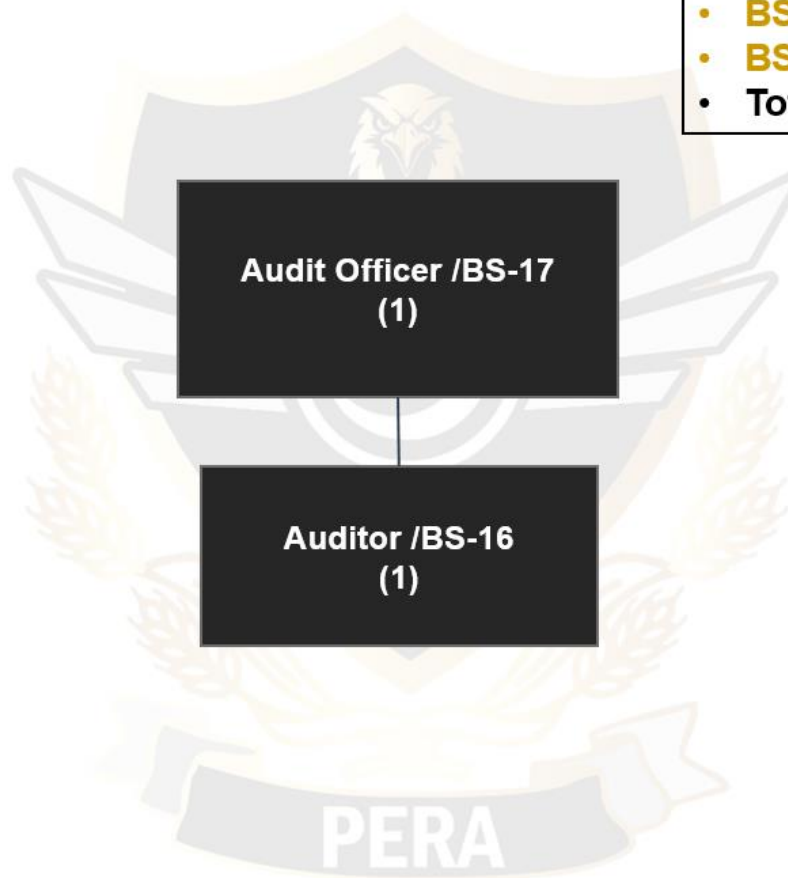 • BS
• BS
• To
Audit Officer /BS-17
(1)
Auditor /BS-16
(1)
PERA